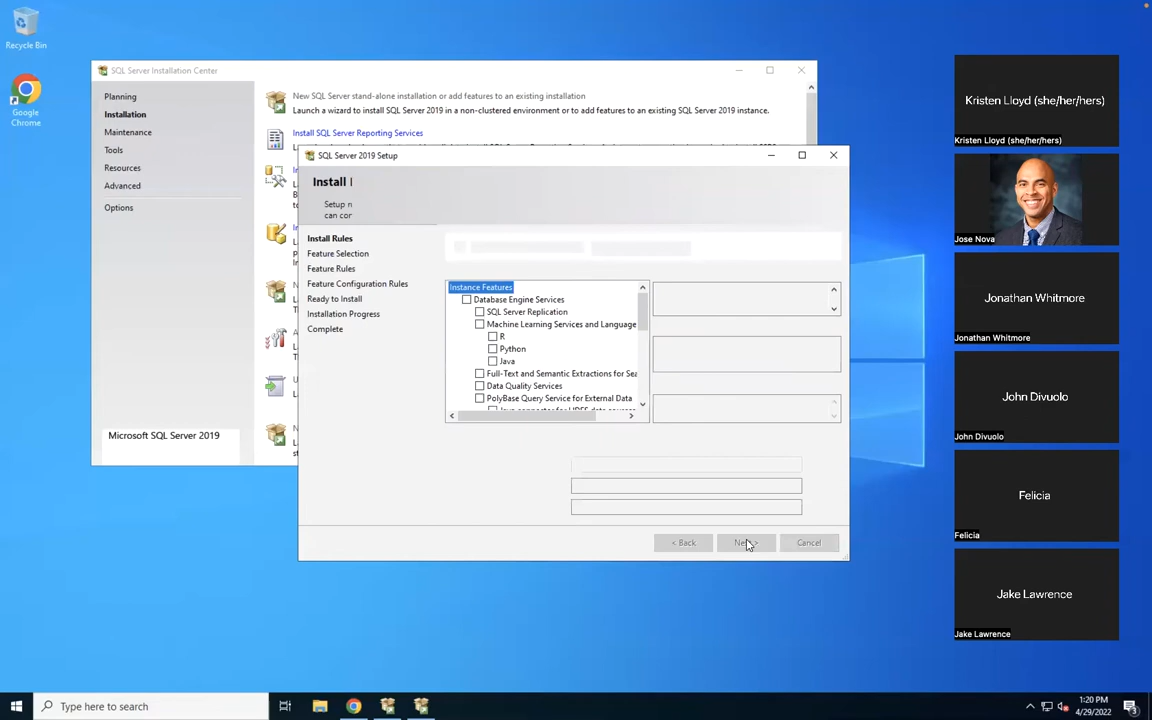 Recycle Bin
Google
Chrome
SQL Server Installation Center
Planning
Installation
Maintenance
Tools
Resources
Advanced
Options
Microsoft SQL Server 2019
New SQL Server stand-alone installation or add features to an existing installation
Launch a wizard to install SQL Server 2019 in a non-clustered environment or to add features to an existing SQL Server 2019 instance.
Install SQL Server Reporting Services
SQL Server 2019 Setup
Install
Setup
can
Install Rules
Feature Selection
Feature Rules
Feature Configuration Rules
Ready to Install
Installation Progress
Complete
Instance Features
Database Engine Services
SQL Server Replication
Machine Learning Services and Language
R
Python
Java
Full-Text and Semantic Extractions for Sea
Data Quality Services
PolyBase Query Service for External Data
< Back
Next >
Cancel
Kristen Lloyd (she/her/hers)
Kristen Lloyd (she/her/hers)
Jose Nova
Jonathan Whitmore
Jonathan Whitmore
John Divuolo
John Divuolo
Felicia
Felicia
Jake Lawrence
Jake Lawrence
Type here to search
1:20 PM
4/29/2022
3